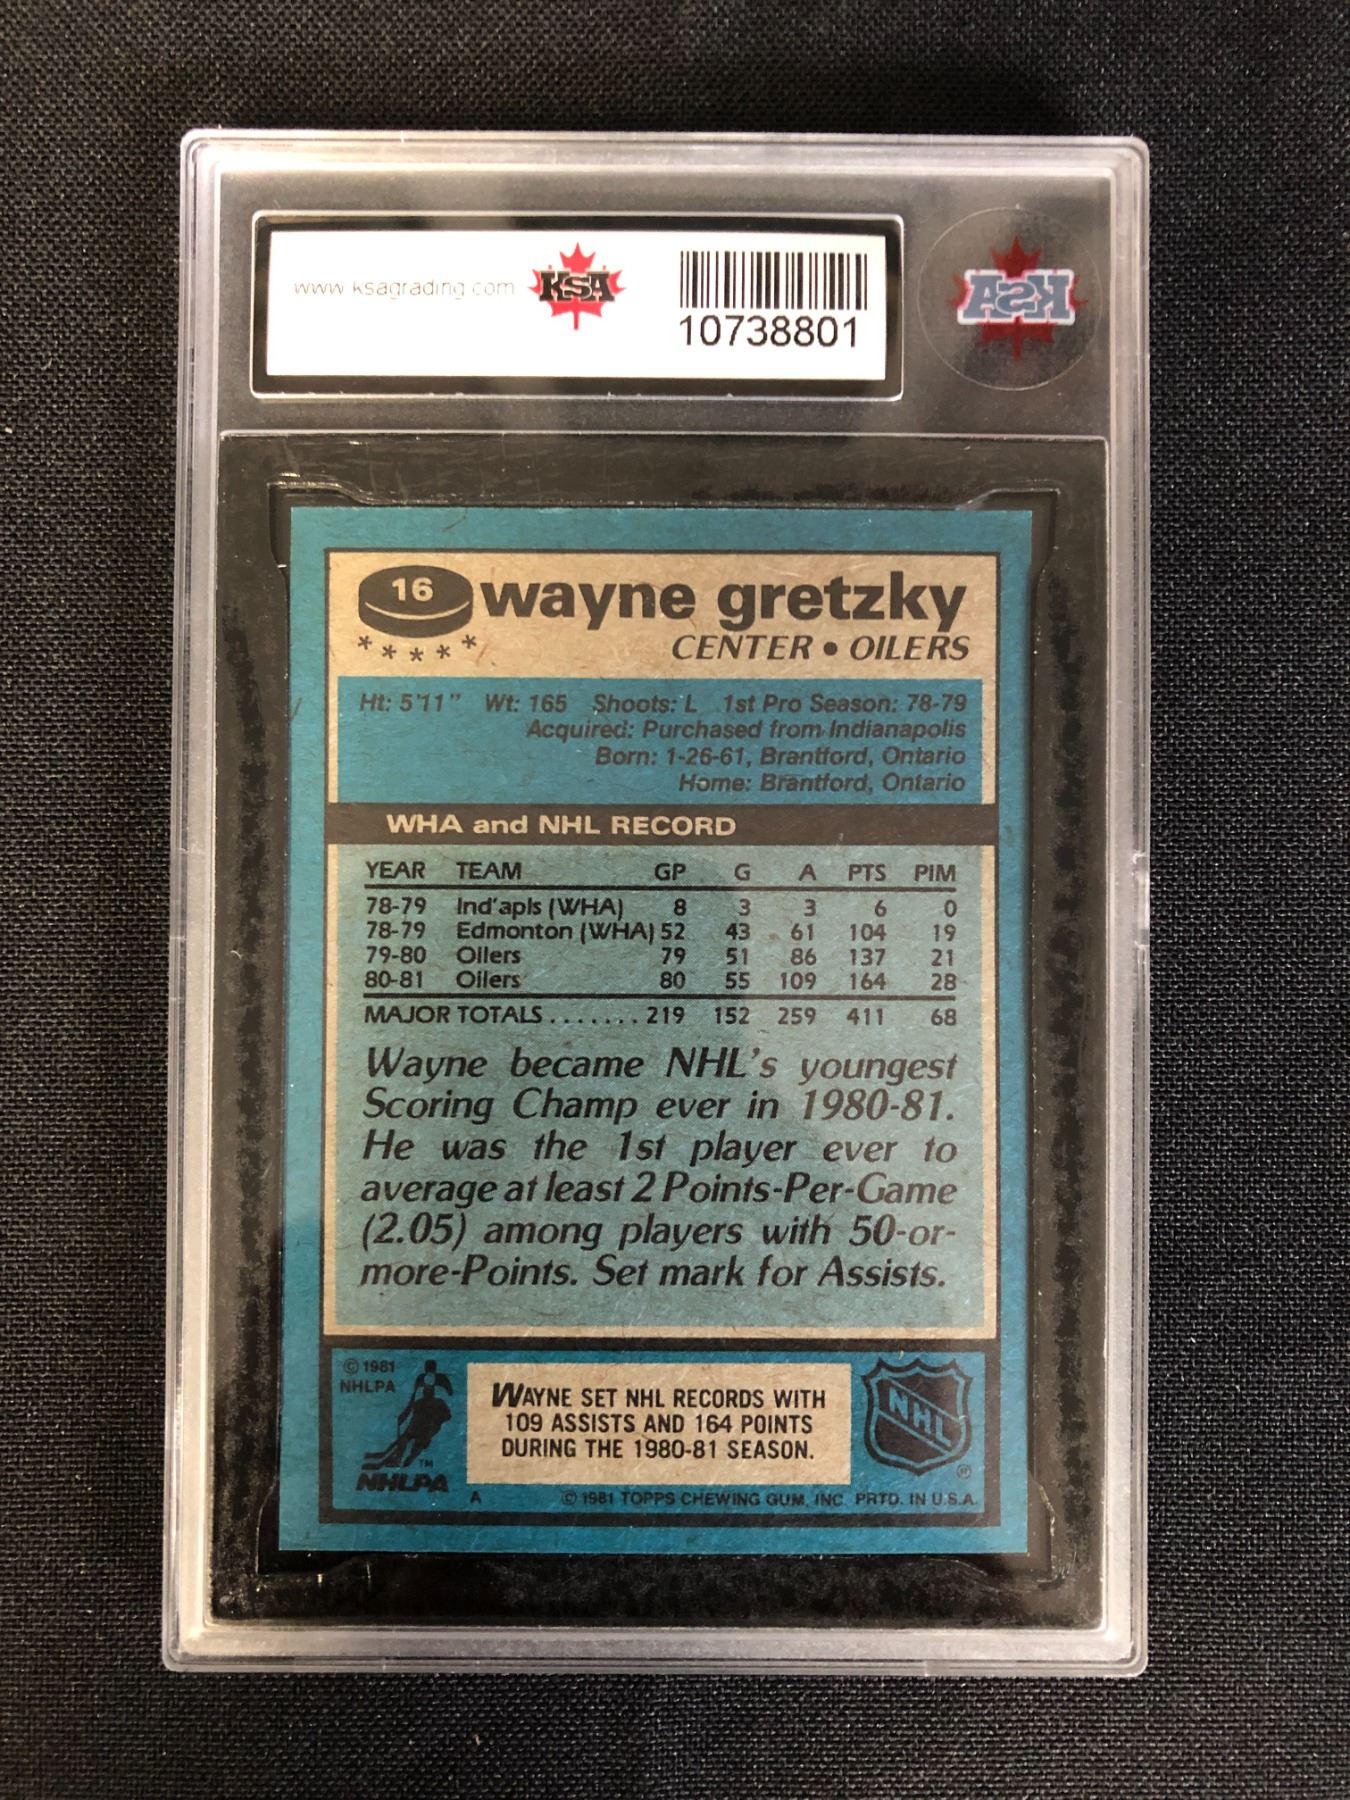 www.ksagrading.com KSA
10738801
KSA
16 wayne gretzky
* * * * *
CENTER • OILERS
Ht: 5'11" Wt: 165 Shoots: L 1st Pro Season: 78-79
Acquired: Purchased from Indianapolis
Born: 1-26-61, Brantford, Ontario
Home: Brantford, Ontario
WHA and NHL RECORD
YEAR TEAM GP G A PTS PIM
78-79 Ind'apls (WHA) 8 3 3 6 0
78-79 Edmonton (WHA) 52 43 61 104 19
79-80 Oilers 79 51 86 137 21
80-81 Oilers 80 55 109 164 28
MAJOR TOTALS ....... 219 152 259 411 68
Wayne became NHL's youngest
Scoring Champ ever in 1980-81.
He was the 1st player ever to
average at least 2 Points-Per-Game
(2.05) among players with 50-or-
more-Points. Set mark for Assists.
© 1981
NHLPA
TM
NHLPA
WAYNE SET NHL RECORDS WITH
109 ASSISTS AND 164 POINTS
DURING THE 1980-81 SEASON.
NHL
®
A © 1981 TOPPS CHEWING GUM, INC. PRTD. IN U.S.A.